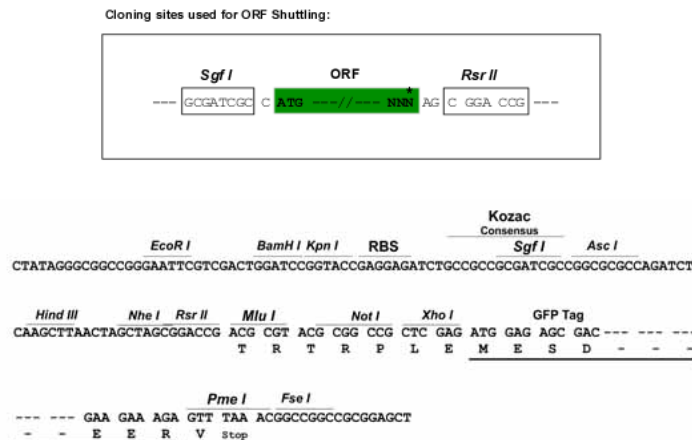 Cloning sites used for ORF Shuttling:
Sgf I ORF Rsr II
--- GCGATCGC C ATG ---//--- NNN* AG C GGA CCG ---
Kozac
Consensus
EcoR I BamH I Kpn I RBS Sgf I Asc I
CTATAGGGCGGCCGGGAATTCGTCGACTGGATCCGGTACCGAGGAGATCTGCCGCCGCGATCGCCGGCGCGCCAGATCT
Hind III Nhe I Rsr II Mlu I Not I Xho I GFP Tag
CAAGCTTAACTAGCTAGCGGACCG ACG CGT ACG CGG CCG CTC GAG ATG GAG AGC GAC--- --- ---
T R T R P L E M E S D - - -
Pme I Fse I
--- --- GAA GAA AGA GTT TAA ACGGCCGGCCGCGGAGCT
- - E E R V Stop